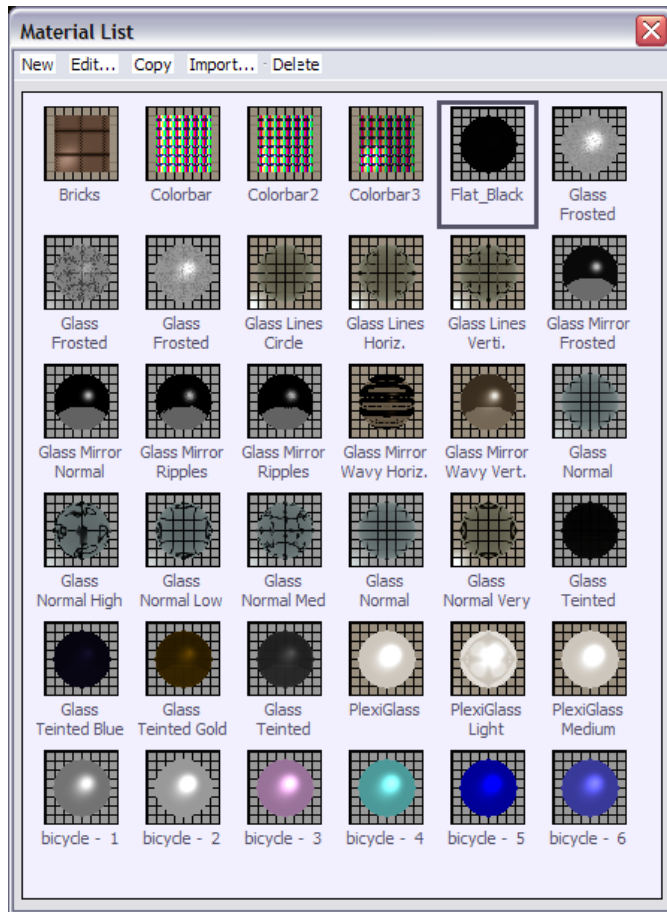 Material List
New Edit... Copy Import... - Delete
Bricks Colorbar Colorbar2 Colorbar3 Flat_Black Glass
Frosted
Glass Glass Glass Lines Glass Lines Glass Lines Glass Mirror
Frosted Frosted Circle Horiz. Verti. Frosted
Glass Mirror Glass Mirror Glass Mirror Glass Mirror Glass Mirror Glass
Normal Ripples Ripples Wavy Horiz. Wavy Vert. Normal
Glass Glass Glass Glass Glass Glass
Normal High Normal Low Normal Med Normal Normal Very Teinted
Glass Glass Glass PlexiGlass PlexiGlass PlexiGlass
Teinted Blue Teinted Gold Teinted Light Medium
bicycle - 1 bicycle - 2 bicycle - 3 bicycle - 4 bicycle - 5 bicycle - 6